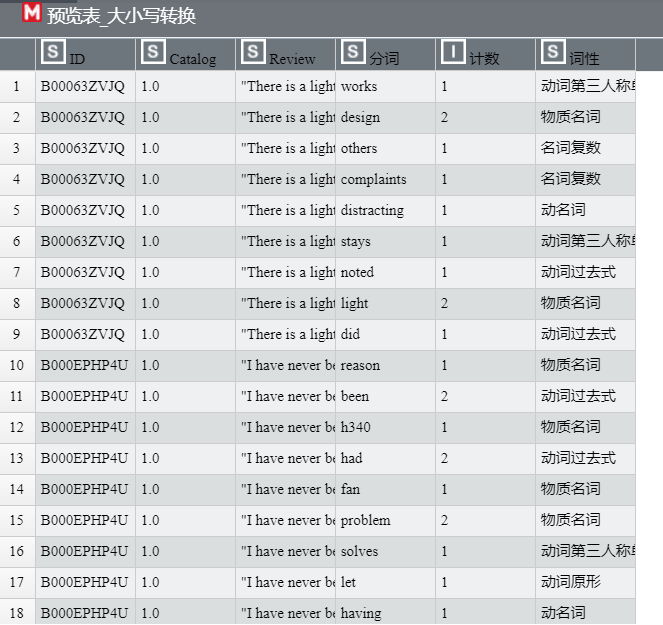 M 预览表_大小写转换
S ID S Catalog S Review S 分词 I 计数 S 词性
1 B00063ZVJQ 1.0 "There is a light works 1 动词第三人称单
2 B00063ZVJQ 1.0 "There is a light design 2 物质名词
3 B00063ZVJQ 1.0 "There is a light others 1 名词复数
4 B00063ZVJQ 1.0 "There is a light complaints 1 名词复数
5 B00063ZVJQ 1.0 "There is a light distracting 1 动名词
6 B00063ZVJQ 1.0 "There is a light stays 1 动词第三人称单
7 B00063ZVJQ 1.0 "There is a light noted 1 动词过去式
8 B00063ZVJQ 1.0 "There is a light light 2 物质名词
9 B00063ZVJQ 1.0 "There is a light did 1 动词过去式
10 B000EPHP4U 1.0 "I have never be reason 1 物质名词
11 B000EPHP4U 1.0 "I have never be been 2 动词过去式
12 B000EPHP4U 1.0 "I have never be h340 1 物质名词
13 B000EPHP4U 1.0 "I have never be had 2 动词过去式
14 B000EPHP4U 1.0 "I have never be fan 1 物质名词
15 B000EPHP4U 1.0 "I have never be problem 2 物质名词
16 B000EPHP4U 1.0 "I have never be solves 1 动词第三人称单
17 B000EPHP4U 1.0 "I have never be let 1 动词原形
18 B000EPHP4U 1.0 "I have never be having 1 动名词